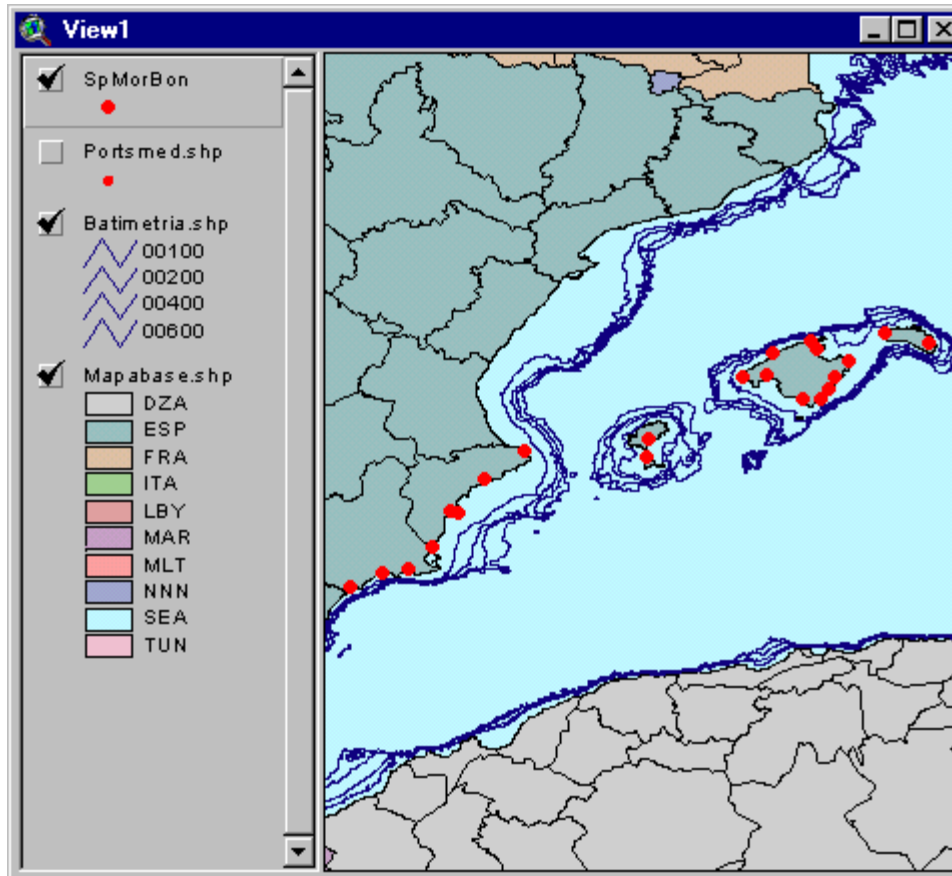 View1
SpMorBon
Portsmed.shp
Batimetria.shp
00100
00200
00400
00600
Mapabase.shp
DZA
ESP
FRA
ITA
LBY
MAR
MLT
NNN
SEA
TUN